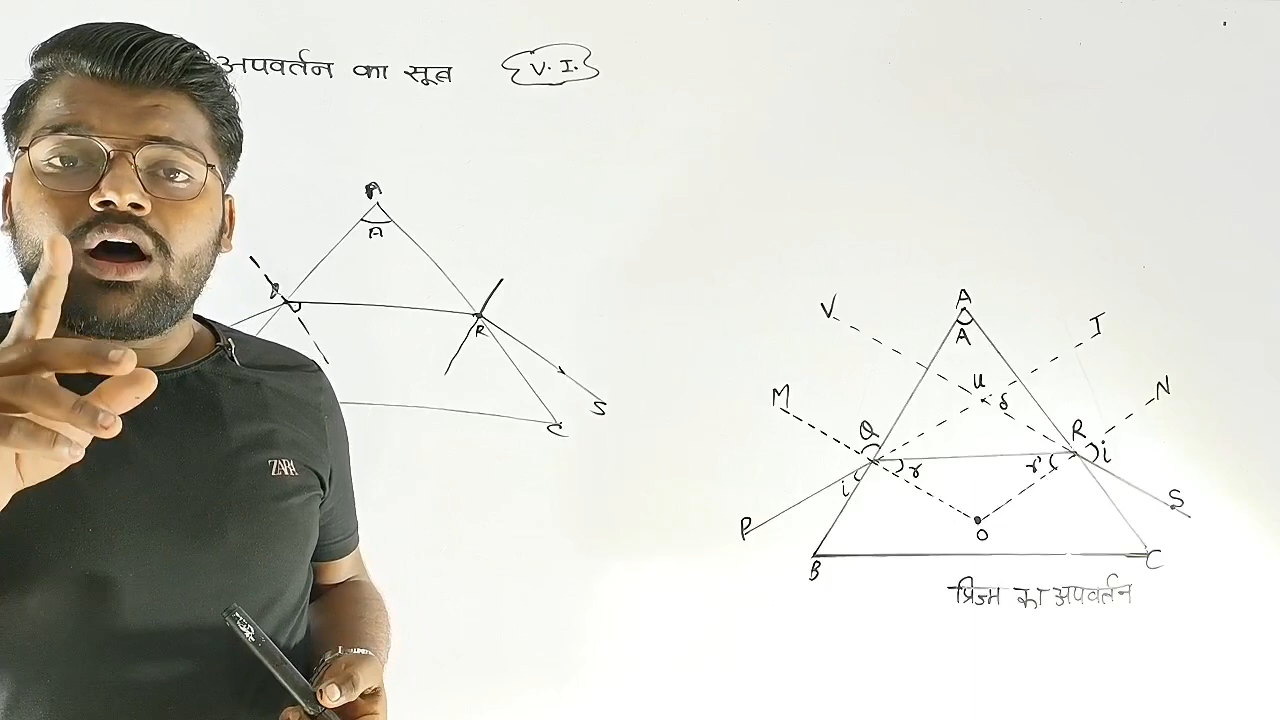 अपवर्तन का सूत्र V. I.
A
A
Q
R
S
C
A
A
V
I
u
δ
M
N
Q
R
i
r
r'
i
i
P
S
O
B
C
ZARA
प्रिज्म का अपवर्तन